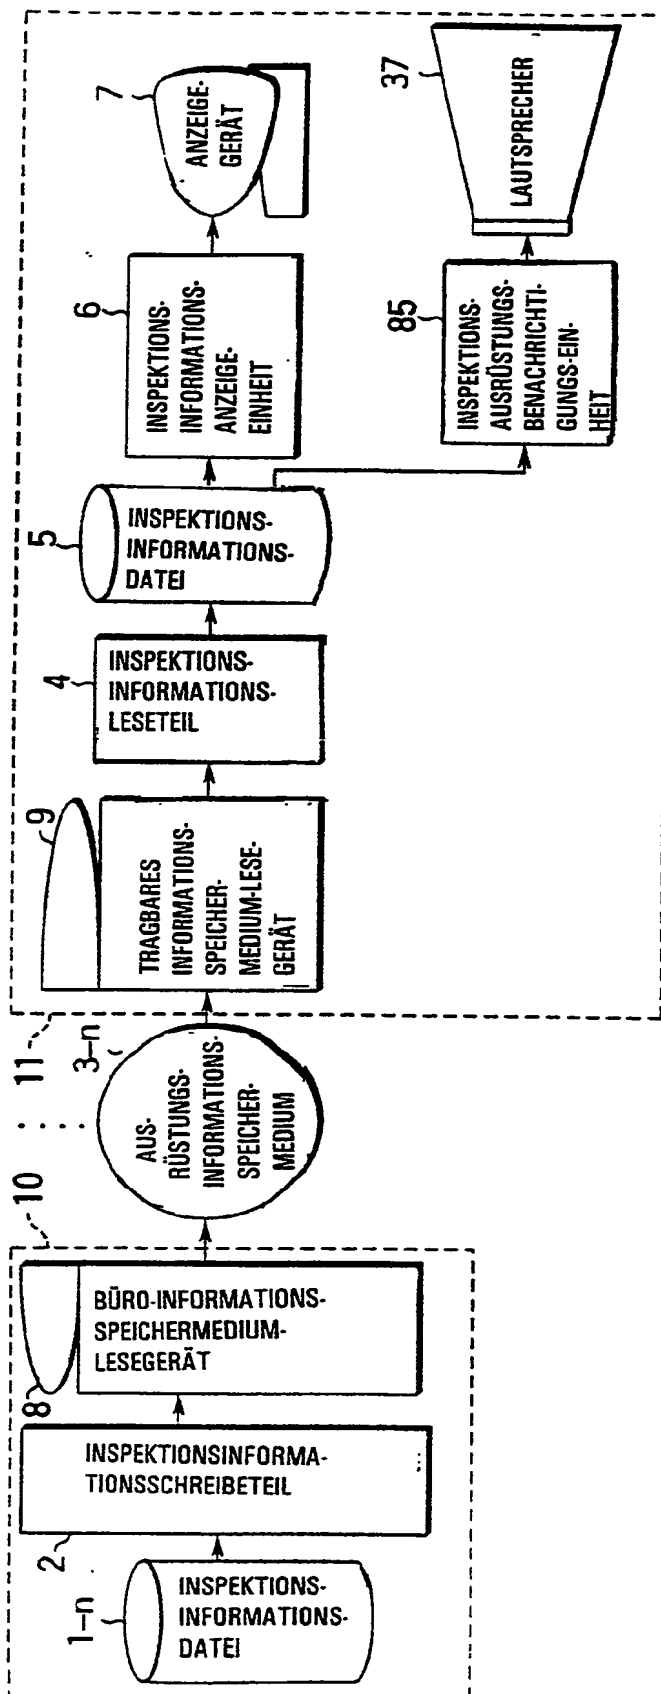 1-n
INSPEKTIONS-
INFORMATIONS-
DATEI
2
INSPEKTIONSINFORMA-
TIONSSCHREIBETEIL
8
BÜRO-INFORMATIONS-
SPEICHERMEDIUM-
LESEGERÄT
10
3-n
AUS-
RÜSTUNGS-
INFORMATIONS-
SPEICHER-
MEDIUM
11
9
TRAGBARES
INFORMATIONS-
SPEICHER-
MEDIUM-LESE-
GERÄT
4
INSPEKTIONS-
INFORMATIONS-
LESETEIL
5
INSPEKTIONS-
INFORMATIONS-
DATEI
6
INSPEKTIONS-
INFORMATIONS-
ANZEIGE-
EINHEIT
7
ANZEIGE-
GERÄT
85
INSPEKTIONS-
AUSRÜSTUNGS-
BENACHRICHTI-
GUNGS-EIN-
HEIT
37
LAUTSPRECHER